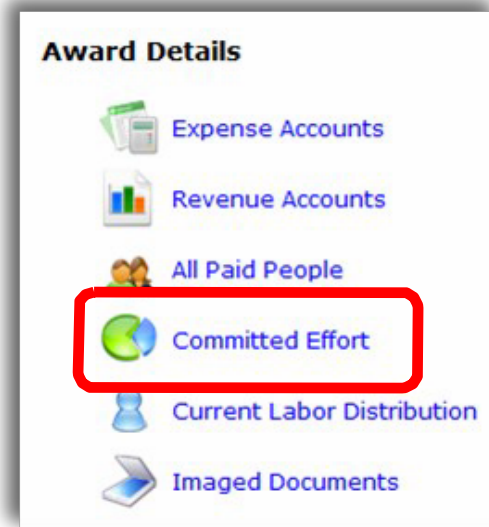 Award Details
Expense Accounts
Revenue Accounts
All Paid People
Committed Effort
Current Labor Distribution
Imaged Documents